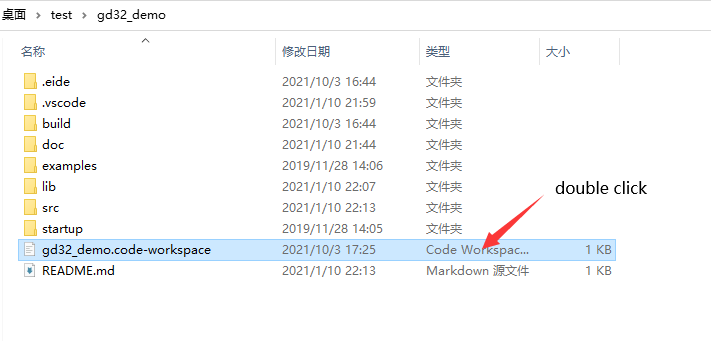 桌面 › test › gd32_demo
名称 修改日期 类型 大小
.eide 2021/10/3 16:44 文件夹
.vscode 2021/1/10 21:59 文件夹
build 2021/10/3 16:44 文件夹
doc 2021/1/10 21:44 文件夹
examples 2019/11/28 14:06 文件夹
lib 2021/1/10 22:07 文件夹
double click
src 2021/1/10 22:13 文件夹
startup 2019/11/28 14:05 文件夹
gd32_demo.code-workspace 2021/10/3 17:25 Code Workspac... 1 KB
README.md 2021/1/10 22:13 Markdown 源文件 1 KB